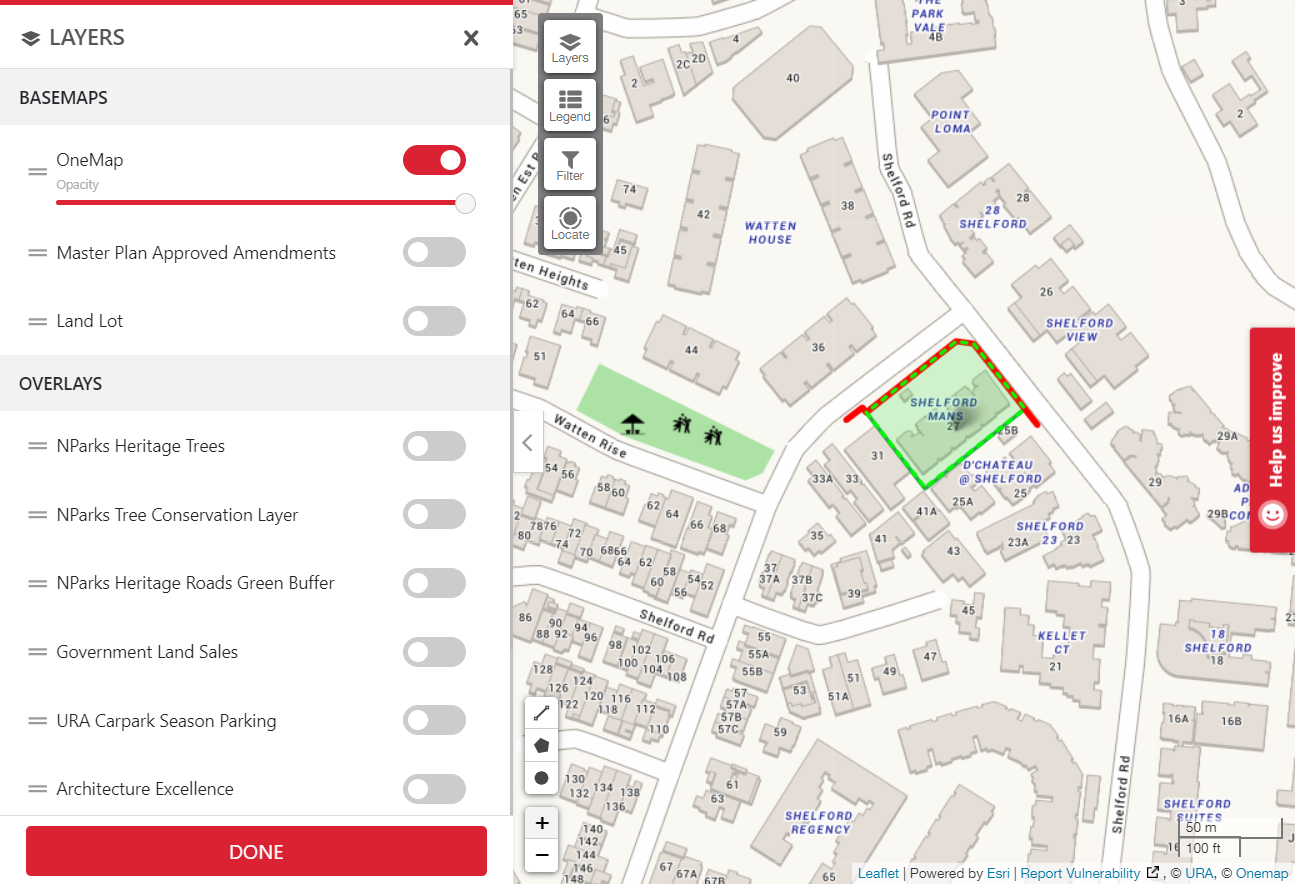 LAYERS
BASEMAPS
OneMap
Opacity
Master Plan Approved Amendments
Land Lot
OVERLAYS
NParks Heritage Trees
NParks Tree Conservation Layer
NParks Heritage Roads Green Buffer
Government Land Sales
URA Carpark Season Parking
Architecture Excellence
DONE
Layers
Legend
Filter
Locate
65
63
PARK
VALE
4B
3
4
2C
2D
2
40
6
2
POINT
LOMA
Shelford Rd
74
42
38
28
28
SHELFORD
WATTEN
HOUSE
45
Heights
62
64
66
26
SHELFORD
VIEW
51
44
36
SHELFORD
MANS
27
25B
Watten Rise
31
33A
33
D'CHATEAU
@ SHELFORD
25
25A
29A
29
29B
54
56
58
60
62
64
66
68
41A
SHELFORD
23
23A
23
7876
80
74
72
70
6866
64
62
58
60
56
54
52
35
41
43
37
37A
37B
37C
39
45
86
90
88
92
94
96
98
102
100
106
104
108
Shelford Rd
55
55A
55B
53
51
51A
49
47
KELLET
CT
21
18
SHELFORD
18
128
126
124
122
120
118
116
112
110
57
57A
57B
57C
59
16A
16B
130
132
134
136
138
61
63
Shelford Rd
SHELFORD
REGENCY
SHELFORD
SUITES
140
142
144
146
148
67
67A
67B
65
Help us improve
+
−
50 m
100 ft
Leaflet | Powered by Esri | Report Vulnerability , © URA, © Onemap